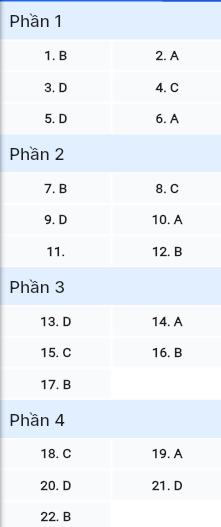 Phần 1
1. B 2. A
3. D 4. C
5. D 6. A
Phần 2
7. B 8. C
9. D 10. A
11. 12. B
Phần 3
13. D 14. A
15. C 16. B
17. B
Phần 4
18. C 19. A
20. D 21. D
22. B